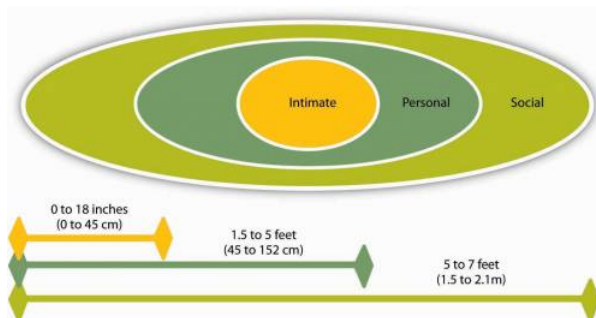 Intimate
Personal
Social
0 to 18 inches
(0 to 45 cm)
1.5 to 5 feet
(45 to 152 cm)
5 to 7 feet
(1.5 to 2.1m)